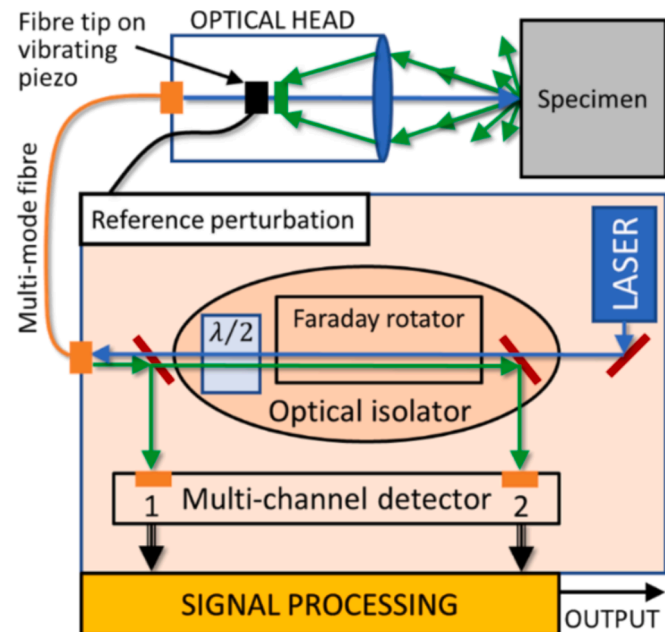 Fibre tip on
vibrating
piezo
OPTICAL HEAD
Specimen
Multi-mode fibre
Reference perturbation
LASER
λ/2
Faraday rotator
Optical isolator
1
Multi-channel detector
2
SIGNAL PROCESSING
OUTPUT